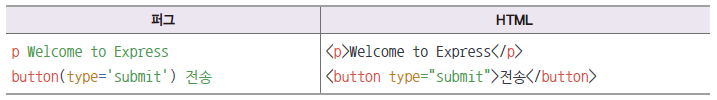 퍼그 HTML
p Welcome to Express <p>Welcome to Express</p>
button(type='submit') 전송 <button type="submit">전송</button>